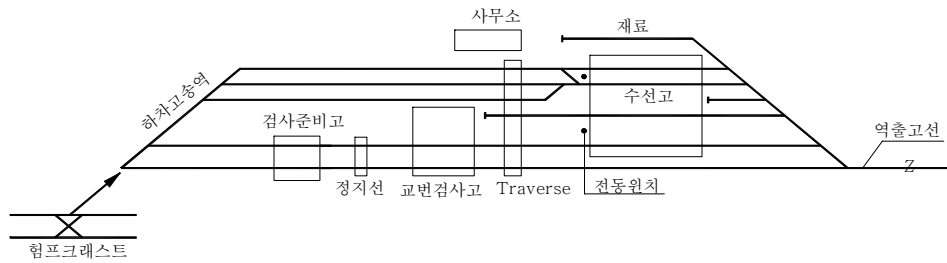 사무소
재료
하차고송역
수선고
검사준비고
역출고선
정지선
교번검사고
Traverse
전동윈치
Z
험프크래스트